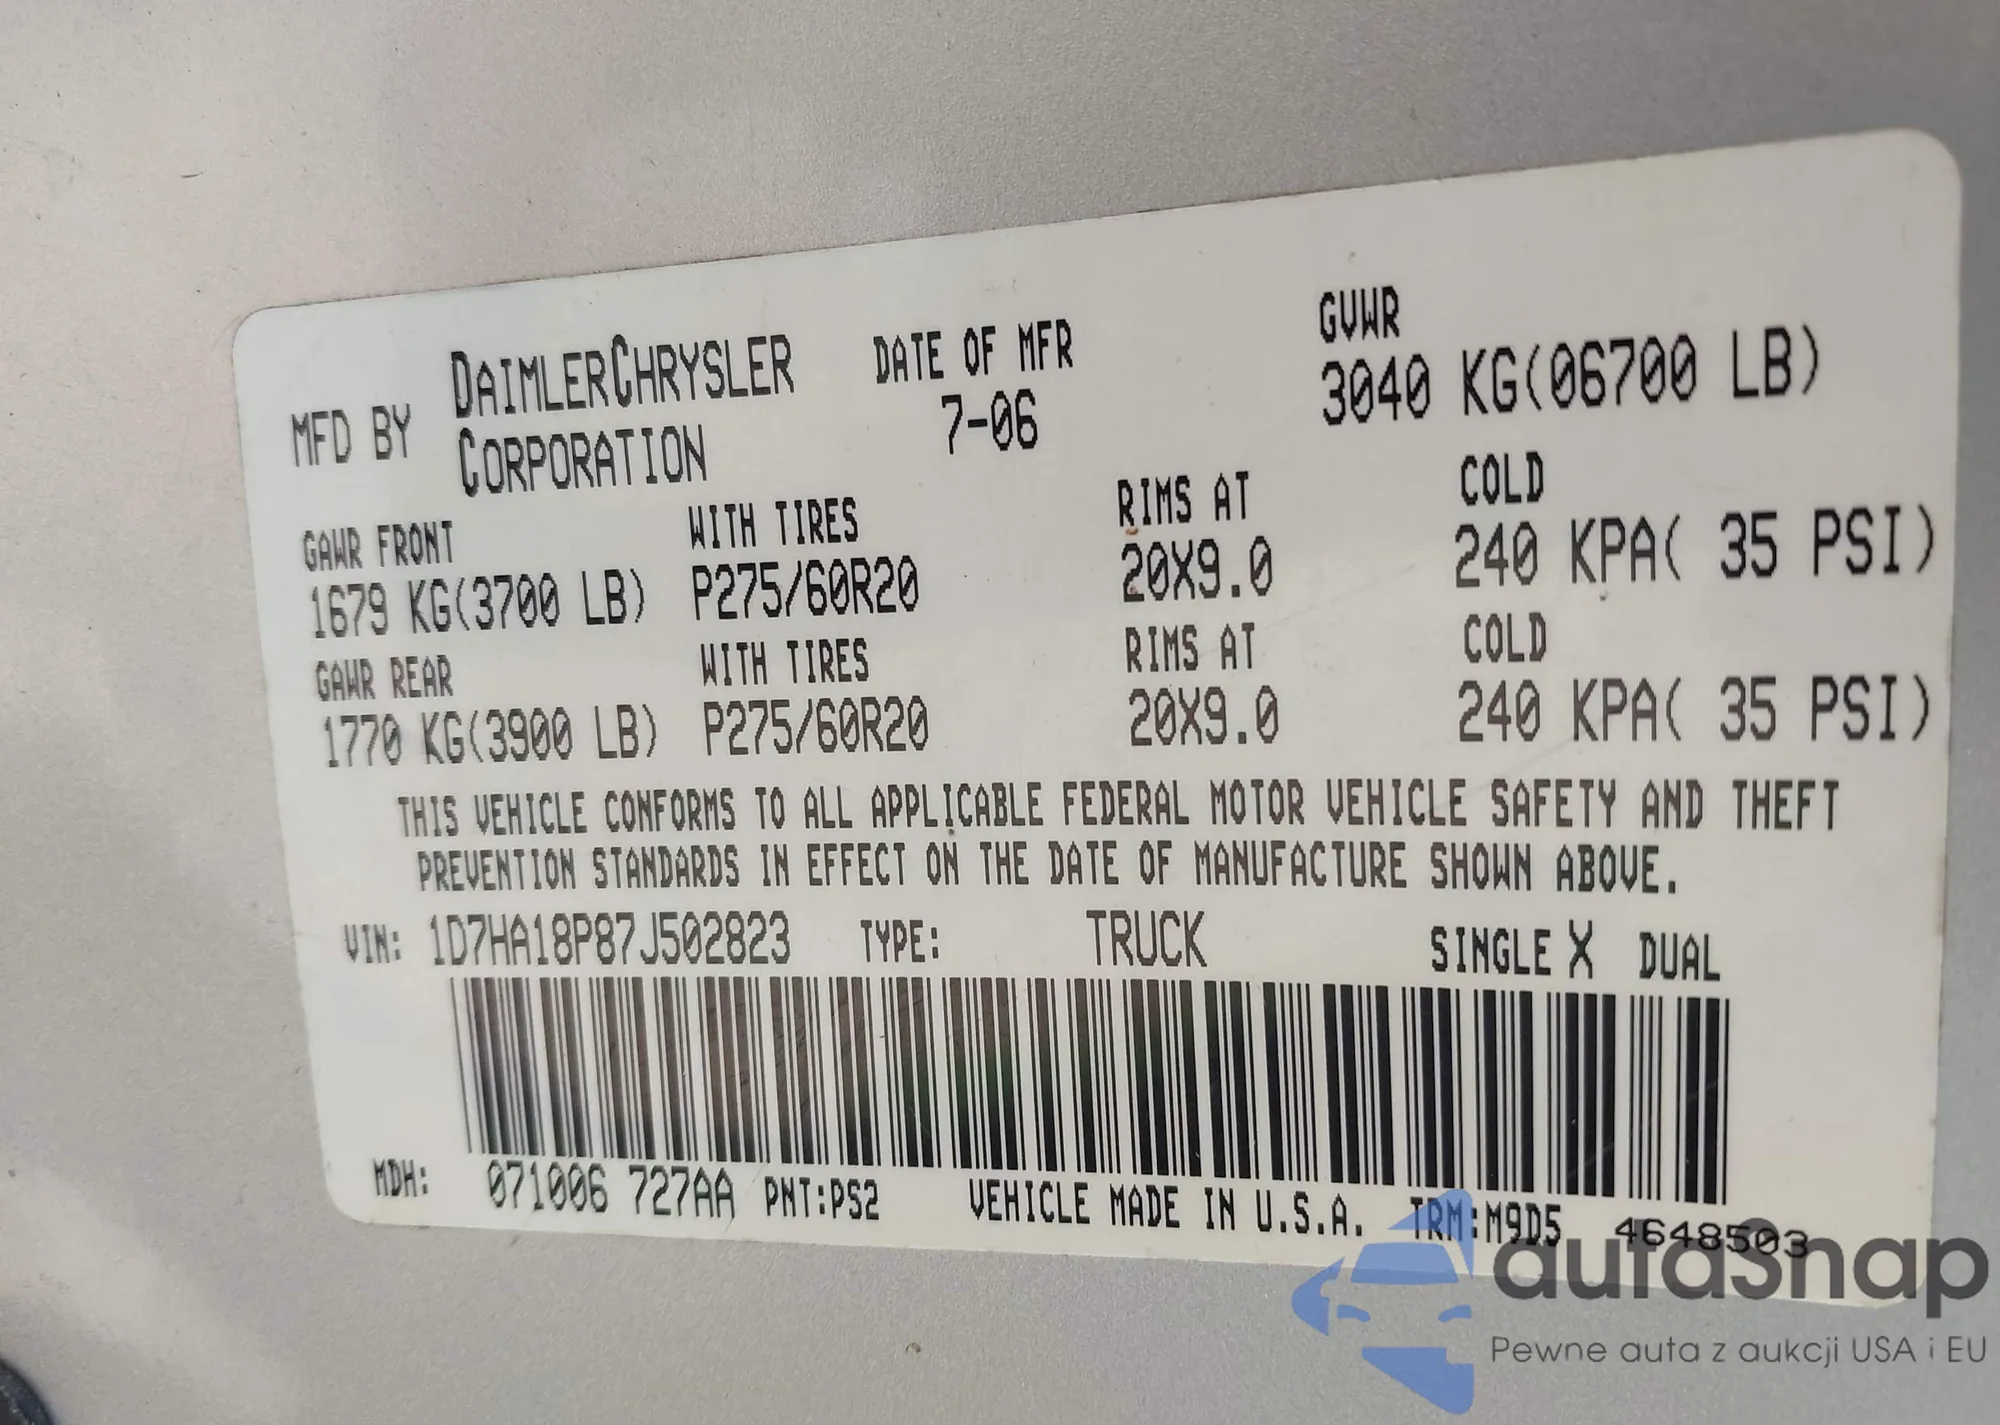 MFD BY DAIMLERCHRYSLER CORPORATION DATE OF MFR 7-06 GVWR 3040 KG(06700 LB)
GAWR FRONT WITH TIRES RIMS AT COLD
1679 KG(3700 LB) P275/60R20 20X9.0 240 KPA( 35 PSI)
GAWR REAR WITH TIRES RIMS AT COLD
1770 KG(3900 LB) P275/60R20 20X9.0 240 KPA( 35 PSI)
THIS VEHICLE CONFORMS TO ALL APPLICABLE FEDERAL MOTOR VEHICLE SAFETY AND THEFT
PREVENTION STANDARDS IN EFFECT ON THE DATE OF MANUFACTURE SHOWN ABOVE.
VIN: 1D7HA18P87J502823 TYPE: TRUCK SINGLE X DUAL
MDH: 071006 727AA PNT:PS2 VEHICLE MADE IN U.S.A. TRM:M9D5 4648503
autaSnap
Pewne auta z aukcji USA i EU